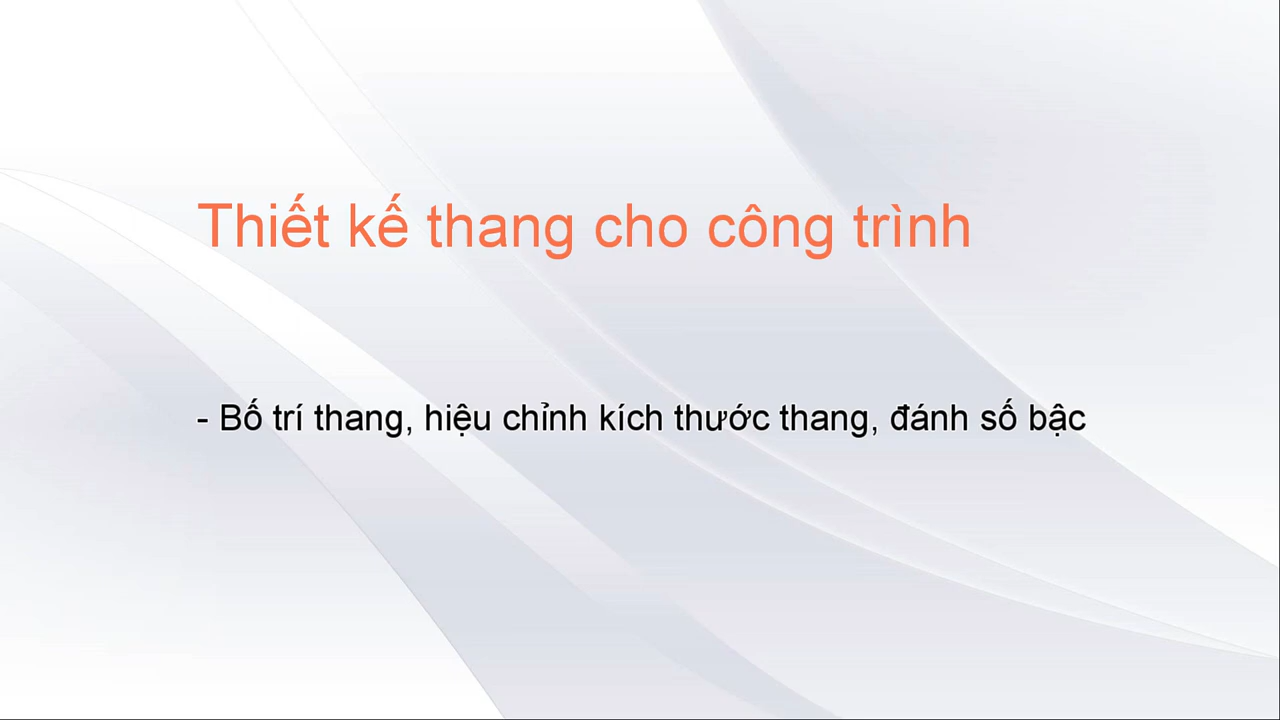 Thiết kế thang cho công trình
- Bố trí thang, hiệu chỉnh kích thước thang, đánh số bậc